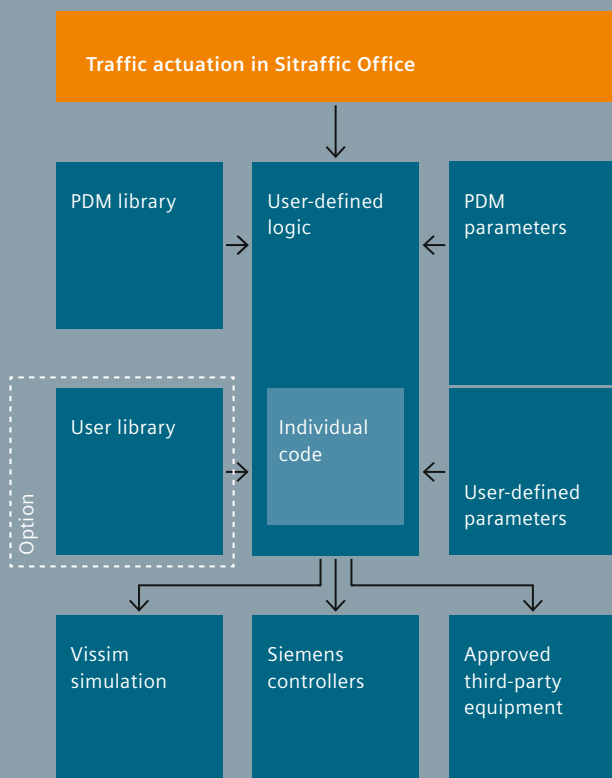 Traffic actuation in Sitraffic Office
PDM library
User-defined
logic
PDM
parameters
Option
User library
Individual
code
User-defined
parameters
Vissim
simulation
Siemens
controllers
Approved
third-party
equipment